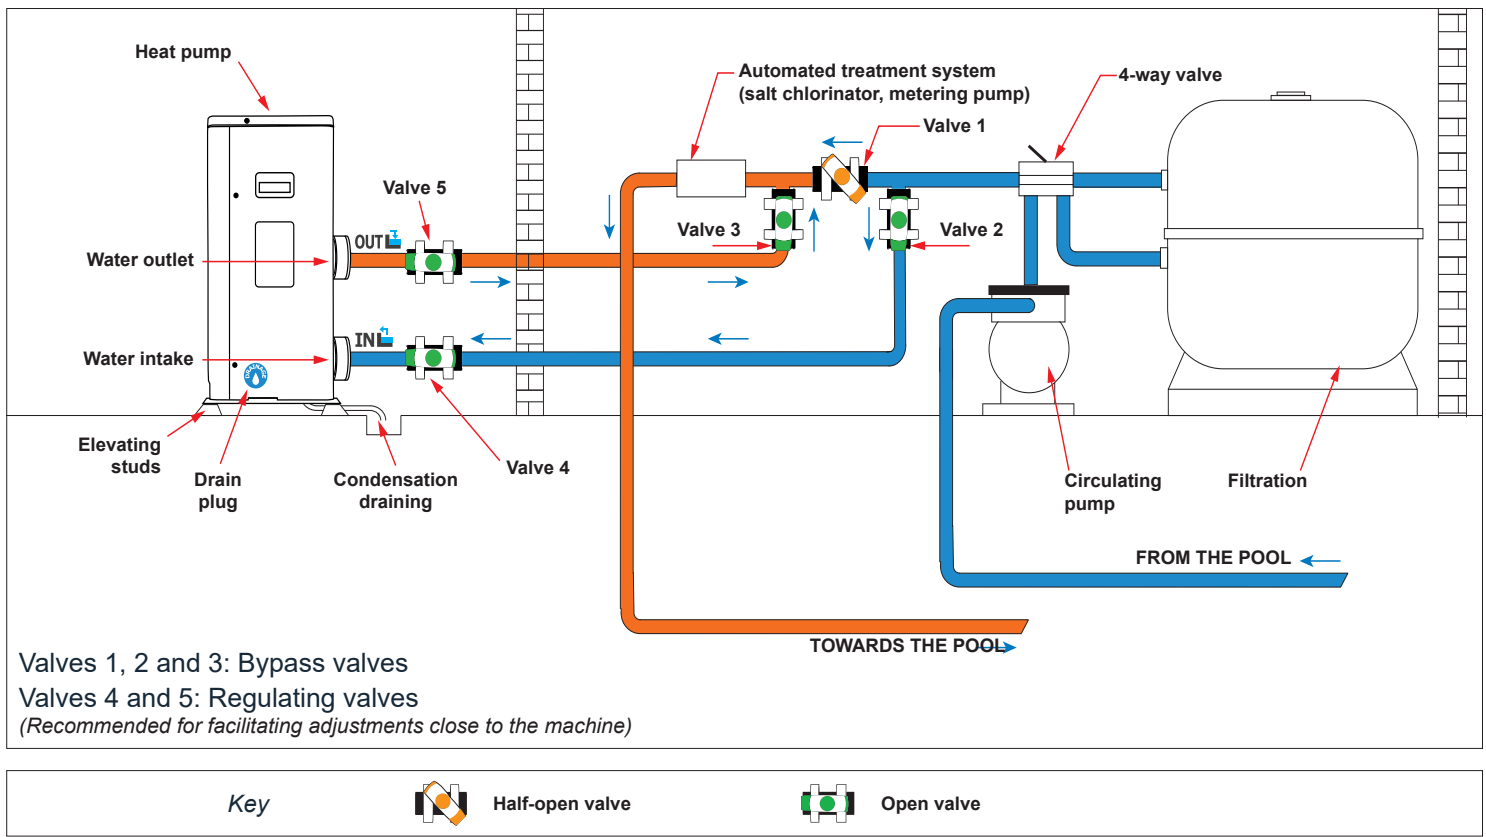 Heat pump
Automated treatment system
(salt chlorinator, metering pump)
4-way valve
Valve 1
Valve 5
Valve 3
Valve 2
OUT
Water outlet
IN
Water intake
DRAINAGE
Elevating
studs
Drain
plug
Condensation
draining
Valve 4
Circulating
pump
Filtration
FROM THE POOL
TOWARDS THE POOL
Valves 1, 2 and 3: Bypass valves
Valves 4 and 5: Regulating valves
(Recommended for facilitating adjustments close to the machine)
Key
Half-open valve
Open valve